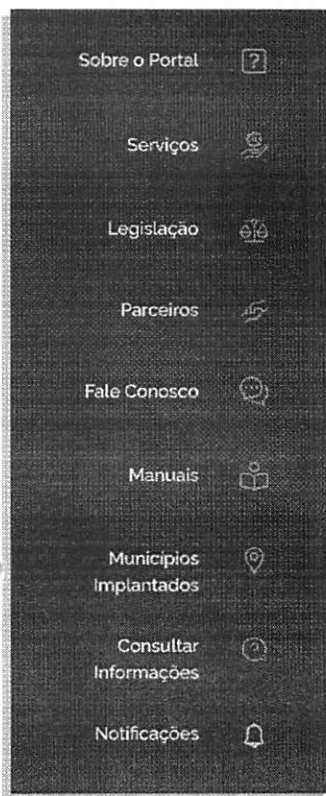 Sobre o Portal
Serviços
Legislação
Parceiros
Fale Conosco
Manuais
Municípios
Implantados
Consultar
Informações
Notificações